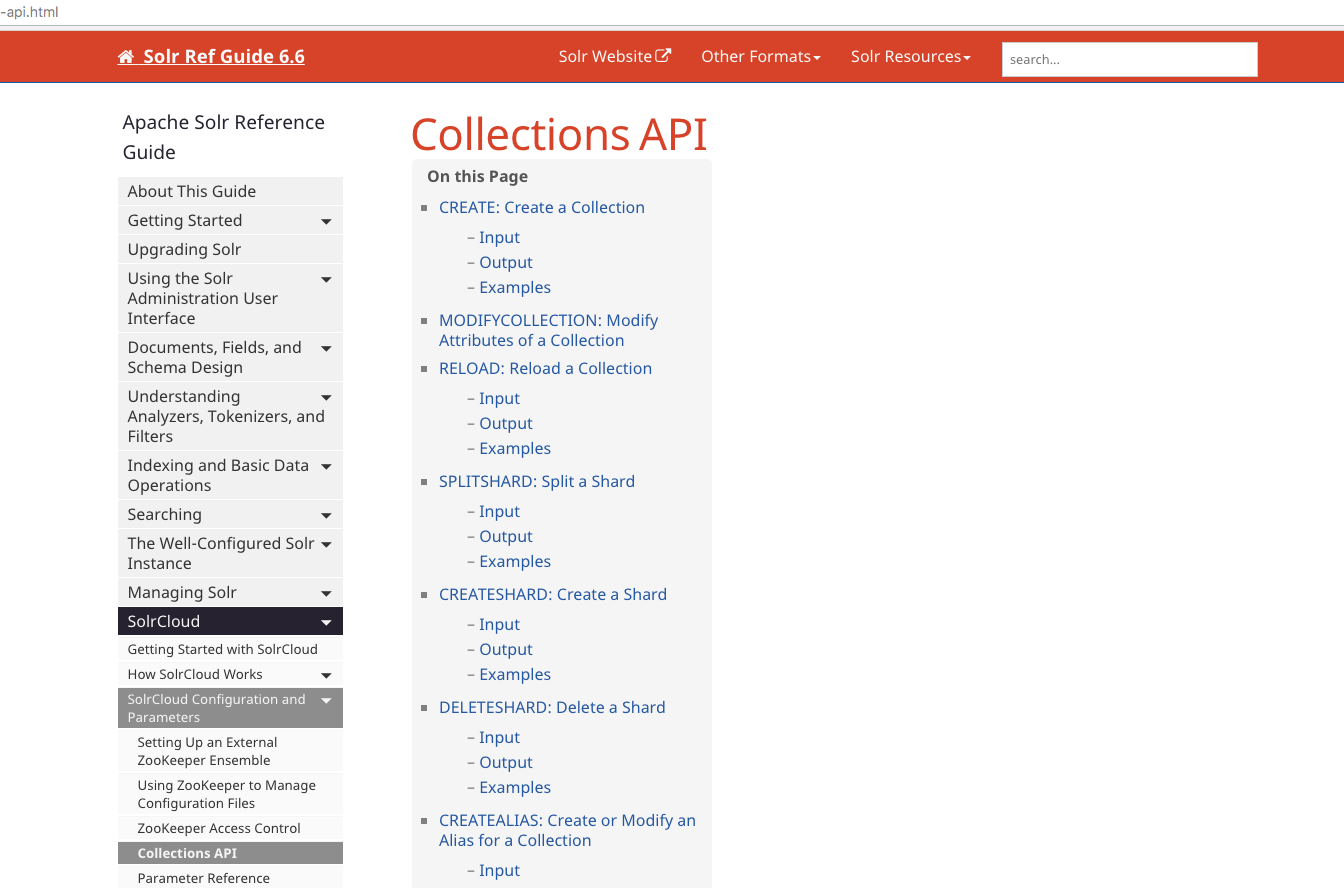 -api.html
Solr Ref Guide 6.6
Solr Website
Other Formats
Solr Resources
search...
Apache Solr Reference
Guide
About This Guide
Getting Started
Upgrading Solr
Using the Solr
Administration User
Interface
Documents, Fields, and
Schema Design
Understanding
Analyzers, Tokenizers, and
Filters
Indexing and Basic Data
Operations
Searching
The Well-Configured Solr
Instance
Managing Solr
SolrCloud
Getting Started with SolrCloud
How SolrCloud Works
SolrCloud Configuration and
Parameters
Setting Up an External
ZooKeeper Ensemble
Using ZooKeeper to Manage
Configuration Files
ZooKeeper Access Control
Collections API
Parameter Reference
Collections API
On this Page
CREATE: Create a Collection
– Input
– Output
– Examples
MODIFYCOLLECTION: Modify
Attributes of a Collection
RELOAD: Reload a Collection
– Input
– Output
– Examples
SPLITSHARD: Split a Shard
– Input
– Output
– Examples
CREATESHARD: Create a Shard
– Input
– Output
– Examples
DELETESHARD: Delete a Shard
– Input
– Output
– Examples
CREATEALIAS: Create or Modify an
Alias for a Collection
– Input